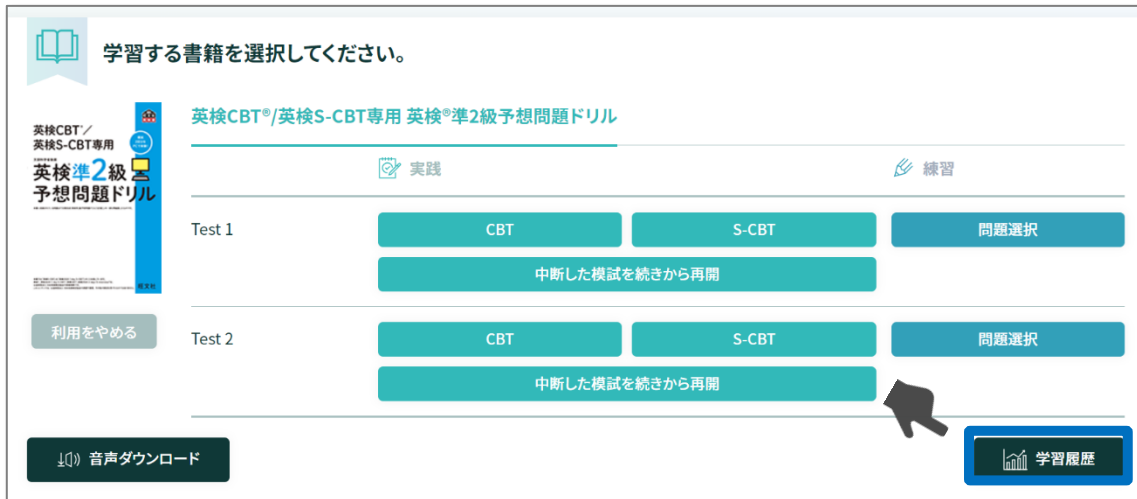 学習する書籍を選択してください。
英検CBT®/英検S-CBT専用 英検®準2級予想問題ドリル
英検CBT®/
英検S-CBT専用
英検準2級
予想問題ドリル
旺文社
利用をやめる
実践
練習
Test 1
CBT
S-CBT
問題選択
中断した模試を続きから再開
Test 2
CBT
S-CBT
問題選択
中断した模試を続きから再開
音声ダウンロード
学習履歴